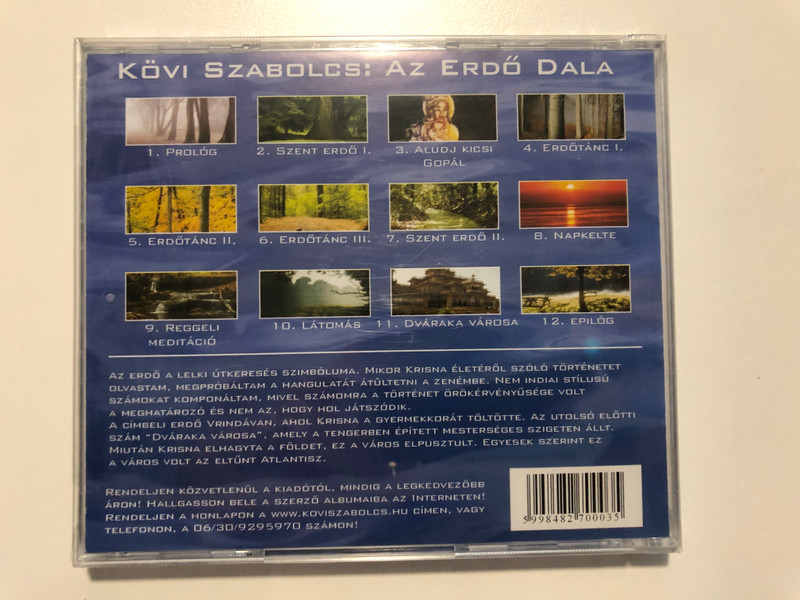 Kövi Szabolcs: Az Erdő Dala
1. Prológ
2. Szent erdő I.
3. Aludj kicsi
Gopál
4. Erdőtánc I.
5. Erdőtánc II.
6. Erdőtánc III.
7. Szent erdő II.
8. Napkelte
9. Reggeli
meditáció
10. Látomás
11. Dváraka városa
12. epilóg
Az erdő a lelki útkeresés szimbóluma. Mikor Krisna életéről szóló történetet
olvastam, megpróbáltam a hangulatát átültetni a zenémbe. Nem indiai stílusú
számokat komponáltam, mivel számomra a történet örökérvényűsége volt
a meghatározó és nem az, hogy hol játszódik.
A címbeli erdő Vrindávan, ahol Krisna a gyermekkorát töltötte. Az utolsó előtti
szám "Dváraka városa", amely a tengerben épített mesterséges szigeten állt.
Miután Krisna elhagyta a földet, ez a város elpusztult. Egyesek szerint ez
a város volt az eltűnt Atlantisz.
Rendeljen közvetlenül a kiadótól, mindig a legkedvezőbb
áron! Hallgasson bele a szerző albumaiba az Interneten!
Rendeljen a honlapon a www.koviszabolcs.hu címen, vagy
telefonon, a 06/30/9295970 számon!
5998482700035